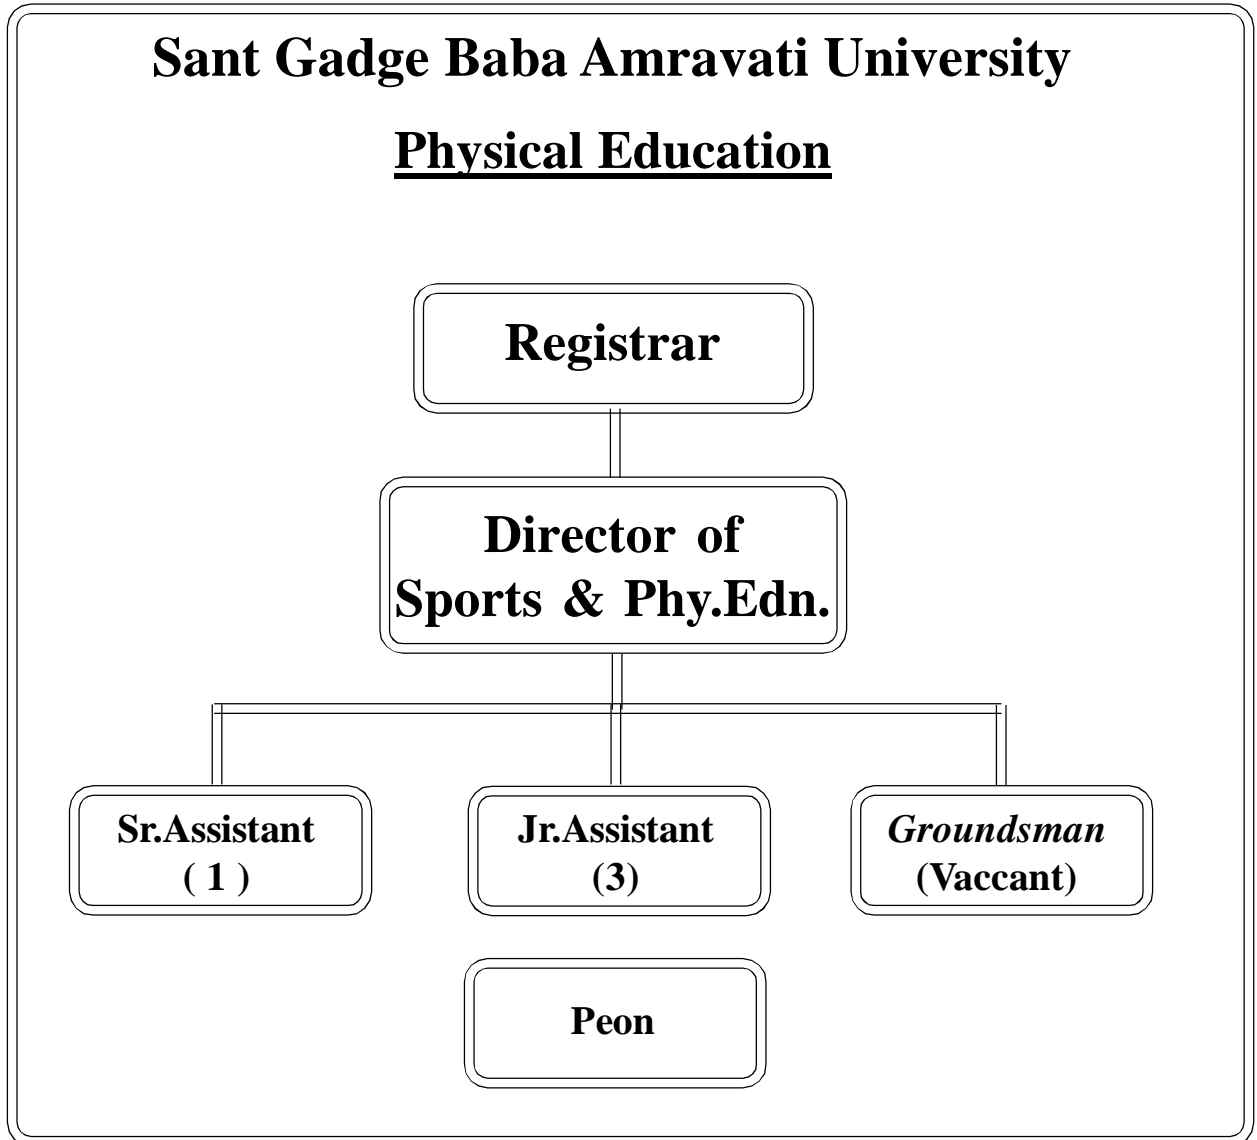 Sant Gadge Baba Amravati University
Physical Education
Registrar
Director of
Sports & Phy.Edn.
Sr.Assistant
( 1 )
Jr.Assistant
(3)
Groundsman
(Vaccant)
Peon